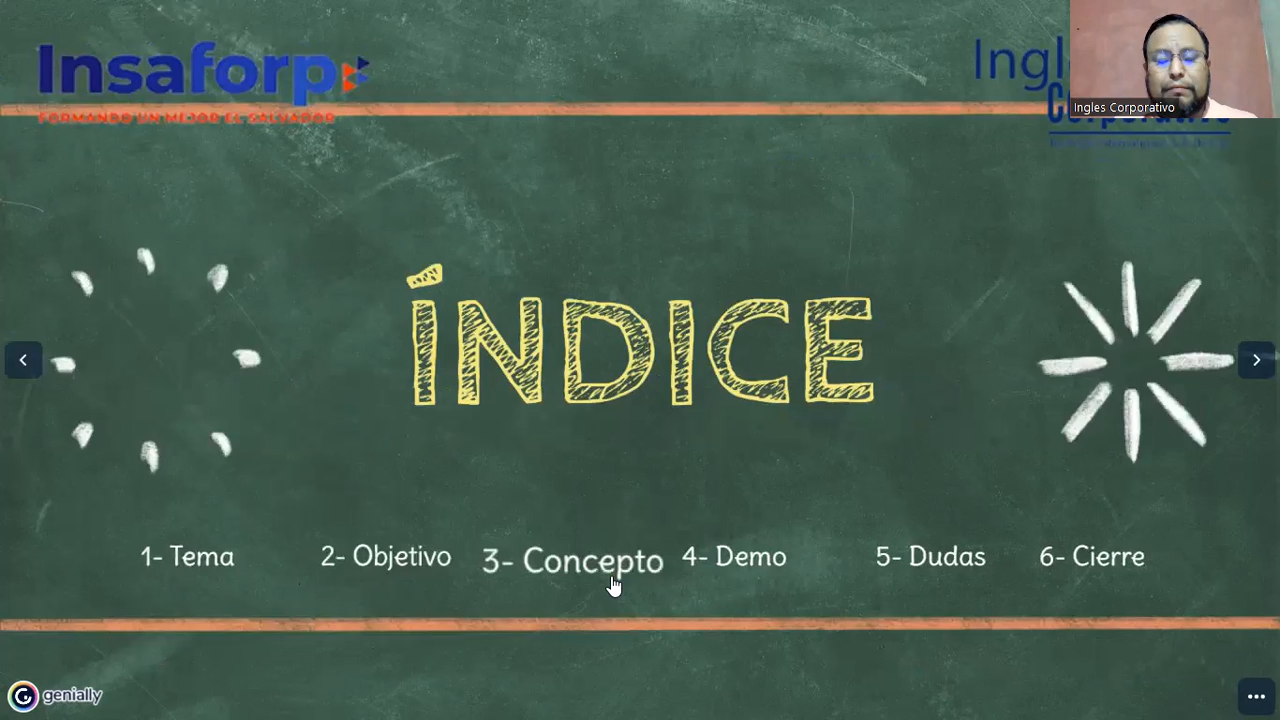 Insaforp
FORMANDO UN MEJOR EL SALVADOR
Ingl
Ingles Corporativo
ÍNDICE
1- Tema
2- Objetivo
3- Concepto
4- Demo
5- Dudas
6- Cierre
genially